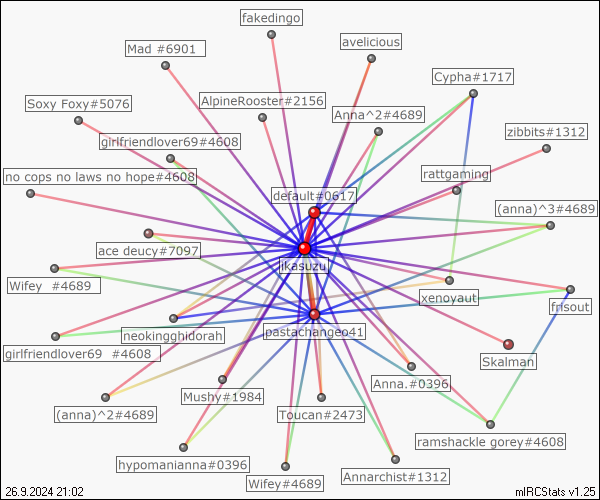 fakedingo
avelicious
Mad #6901
Cypha#1717
Soxy Foxy#5076
AlpineRooster#2156
Anna^2#4689
zibbits#1312
girlfriendlover69#4608
rattgaming
no cops no laws no hope#4608
default#0617
(anna)^3#4689
ace deucy#7097
jkasuzu
Wifey #4689
xenoyaut
frisout
neokingghidorah
pastachangeo41
girlfriendlover69 #4608
Skalman
Anna.#0396
Mushy#1984
(anna)^2#4689
Toucan#2473
ramshackle gorey#4608
hypomanianna#0396
Annarchist#1312
Wifey#4689
26.9.2024 21:02
mIRCStats v1.25